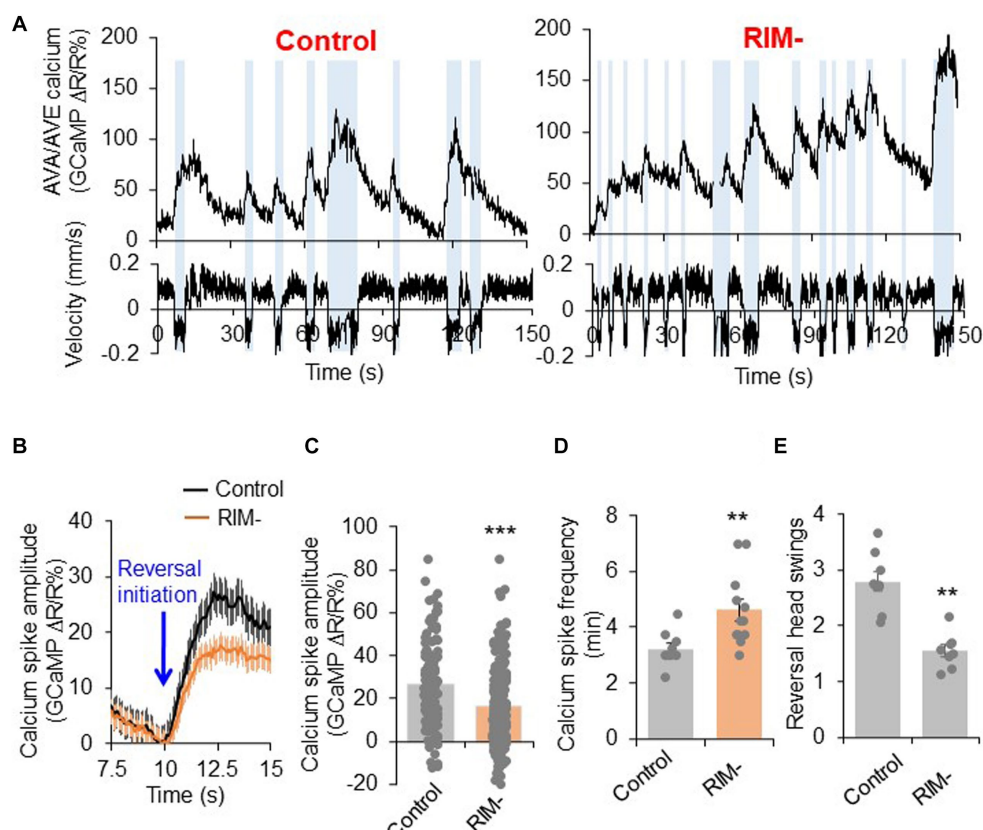 A
Control
RIM-
AVA/AVE calcium
(GCaMP ΔR/R%)
200
150
100
50
0
200
150
100
50
0
Velocity (mm/s)
0.2
0
-0.2
0 30 60 90 120 150
Time (s)
0.2
0
-0.2
0 30 60 90 120 150
Time (s)
B
Control
RIM-
Calcium spike amplitude
(GCaMP ΔR/R%)
40
30
20
10
0
Reversal
initiation
7.5 10 12.5 15
Time (s)
C
Calcium spike amplitude
(GCaMP ΔR/R%)
100
80
60
40
20
0
-20
***
Control
RIM-
D
Calcium spike frequency
(min)
8
6
4
2
0
**
Control
RIM-
E
Reversal head swings
4
3
2
1
0
**
Control
RIM-